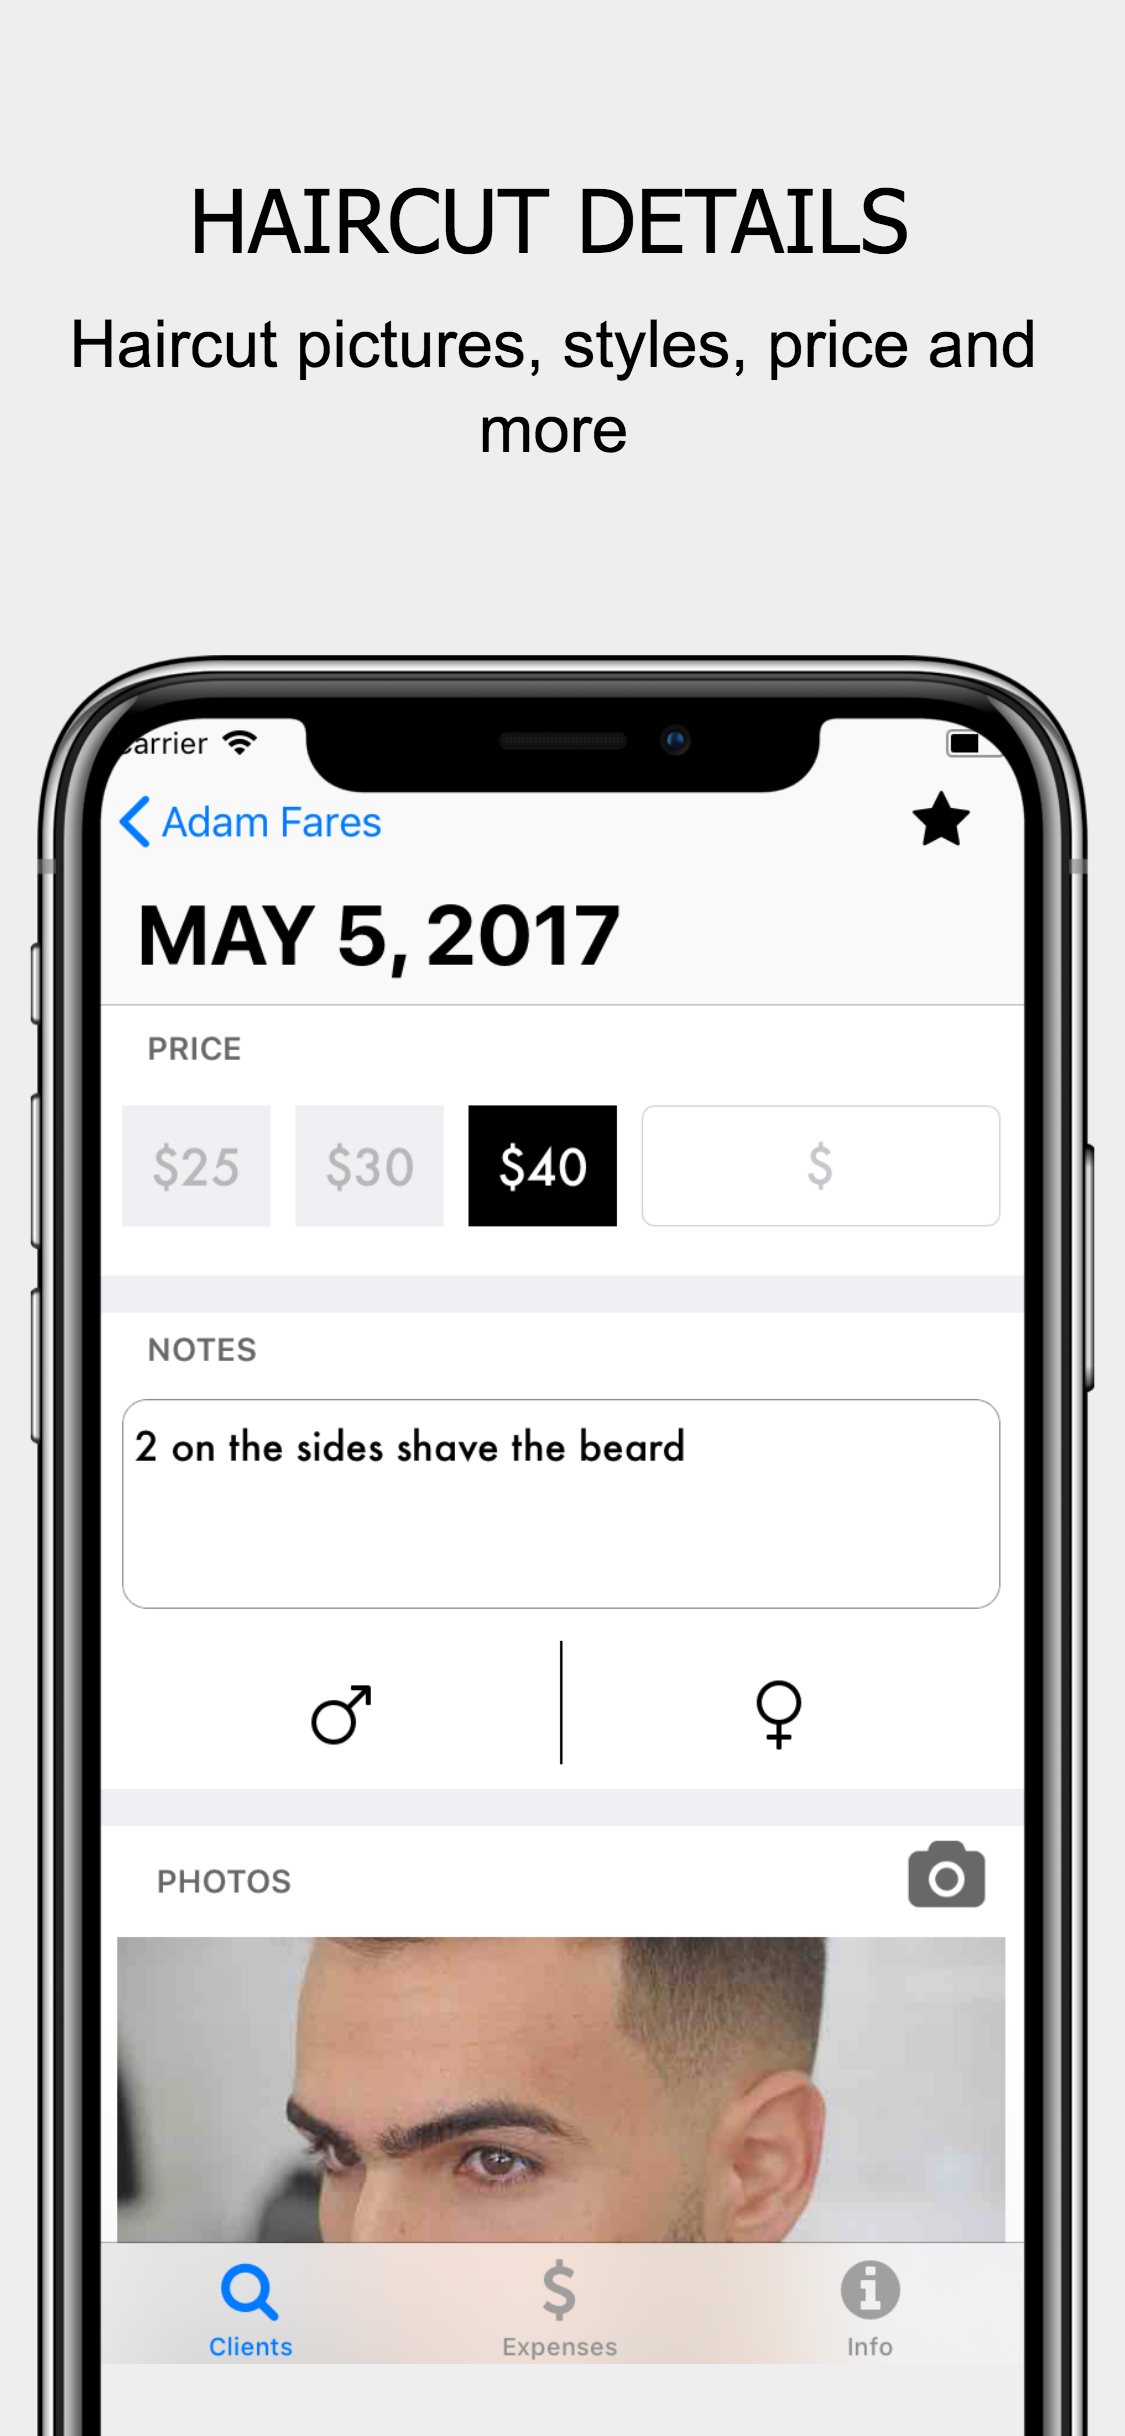 HAIRCUT DETAILS
Haircut pictures, styles, price and
more
arrier
Adam Fares
MAY 5, 2017
PRICE
$25 $30 $40 $
NOTES
2 on the sides shave the beard
PHOTOS
Clients Expenses Info